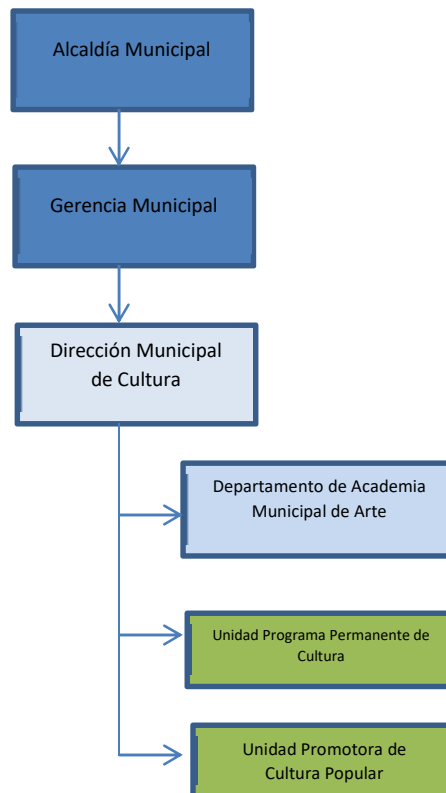 Alcaldía Municipal
Gerencia Municipal
Dirección Municipal
de Cultura
Departamento de Academia
Municipal de Arte
Unidad Programa Permanente de
Cultura
Unidad Promotora de
Cultura Popular